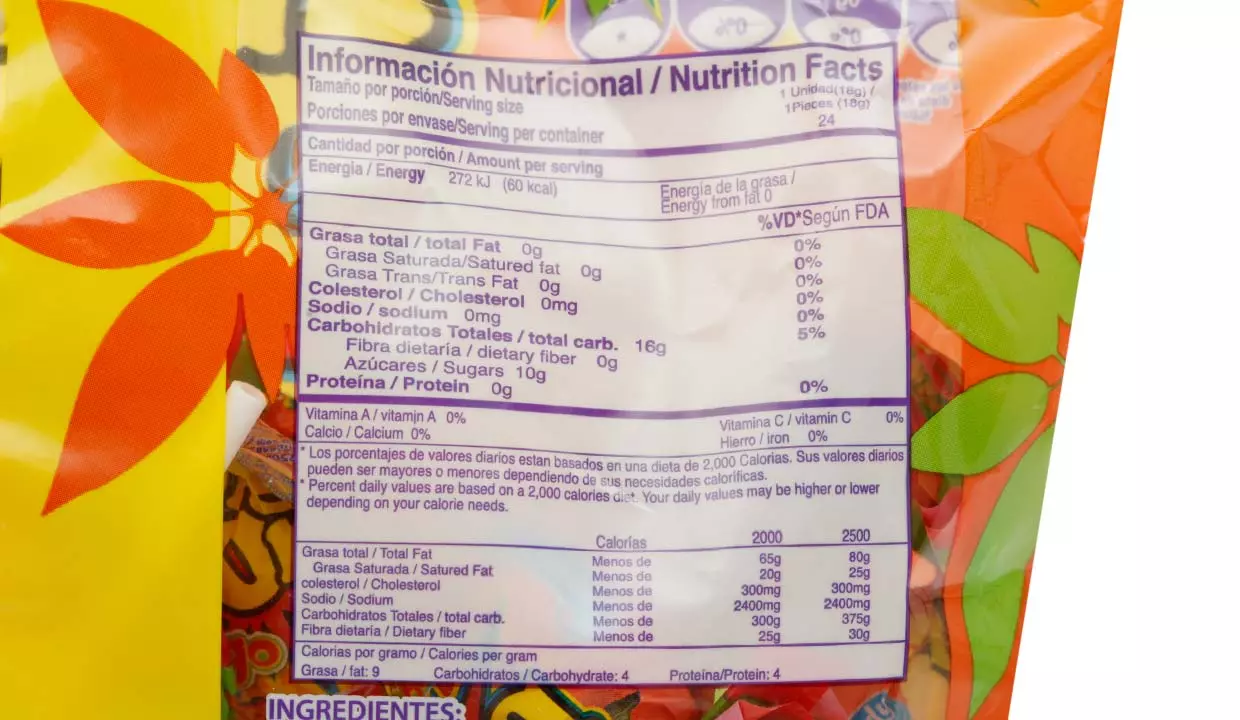 Información Nutricional / Nutrition Facts
Tamaño por porción/Serving size 1 Unidad(18g) /
1Pieces (18g)
Porciones por envase/Serving per container 24
Cantidad por porción / Amount per serving
Energia / Energy 272 kJ (60 kcal) Energía de la grasa /
Energy from fat 0
%VD*Según FDA
Grasa total / total Fat 0g 0%
Grasa Saturada/Satured fat 0g 0%
Grasa Trans/Trans Fat 0g 0%
Colesterol / Cholesterol 0mg 0%
Sodio / sodium 0mg 0%
Carbohidratos Totales / total carb. 16g 5%
Fibra dietaría / dietary fiber 0g
Azúcares / Sugars 10g
Proteína / Protein 0g 0%
Vitamina A / vitamin A 0% Vitamina C / vitamin C 0%
Calcio / Calcium 0% Hierro / iron 0%
* Los porcentajes de valores diarios estan basados en una dieta de 2,000 Calorias. Sus valores diarios
pueden ser mayores o menores dependiendo de sus necesidades caloríficas.
* Percent daily values are based on a 2,000 calories diet. Your daily values may be higher or lower
depending on your calorie needs.
Calorías 2000 2500
Grasa total / Total Fat Menos de 65g 80g
Grasa Saturada / Satured Fat Menos de 20g 25g
colesterol / Cholesterol Menos de 300mg 300mg
Sodio / Sodium Menos de 2400mg 2400mg
Carbohidratos Totales / total carb. Menos de 300g 375g
Fibra dietaría / Dietary fiber Menos de 25g 30g
Calorías por gramo / Calories per gram
Grasa / fat: 9 Carbohidratos / Carbohydrate: 4 Proteína/Protein: 4
INGREDIENTES: